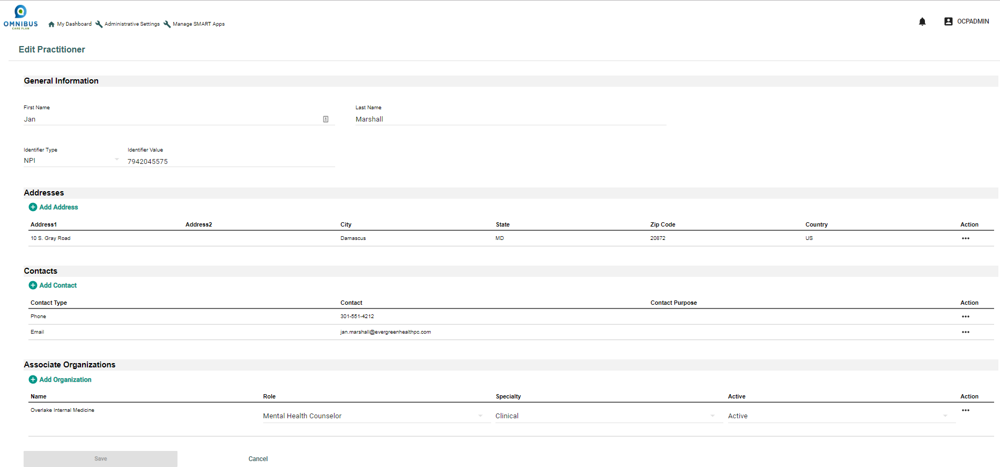 OMNIBUS
CARE PLAN
My Dashboard Administrative Settings Manage SMART Apps
OCPADMIN
Edit Practitioner
General Information
First Name Last Name
Jan Marshall
Identifier Type Identifier Value
NPI 7942045575
Addresses
Add Address
Address1 Address2 City State Zip Code Country Action
10 S. Gray Road Damascus MD 20872 US
Contacts
Add Contact
Contact Type Contact Contact Purpose Action
Phone 301-551-4212
Email jan.marshall@evergreenhealthpc.com
Associate Organizations
Add Organization
Name Role Specialty Active Action
Overlake Internal Medicine Mental Health Counselor Clinical Active
Save Cancel